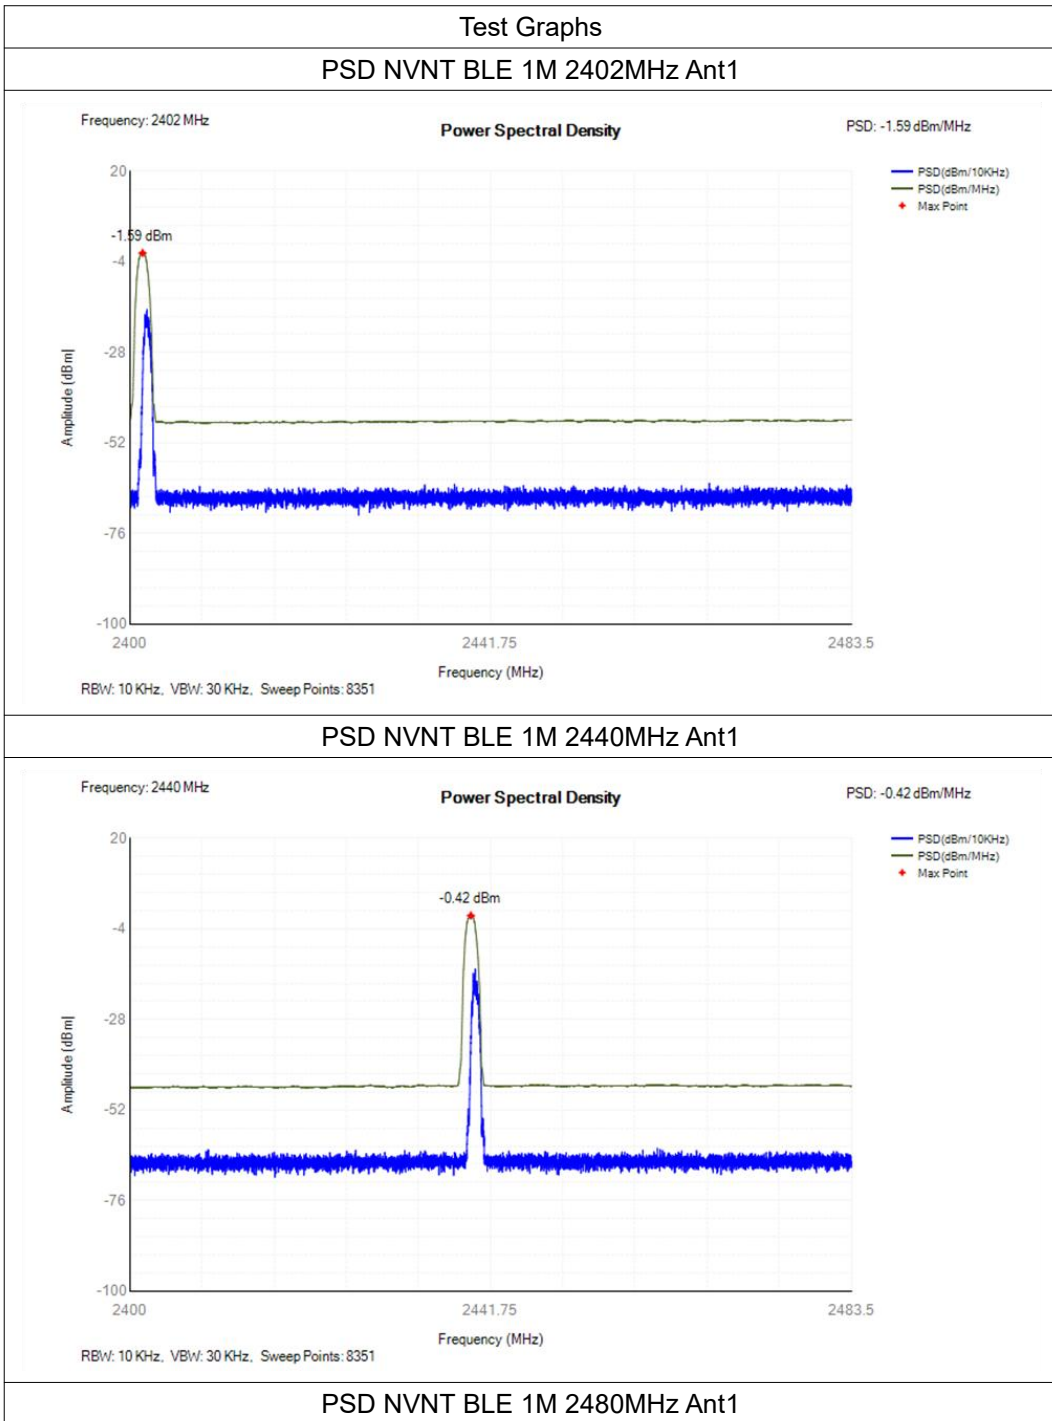 Test Graphs
PSD NVNT BLE 1M 2402MHz Ant1
Frequency: 2402 MHz
Power Spectral Density
PSD: -1.59 dBm/MHz
20
PSD(dBm/10KHz)
PSD(dBm/MHz)
Max Point
-1.59 dBm
-4
-28
Amplitude [dBm]
-52
-76
-100
2400 2441.75 2483.5
Frequency (MHz)
RBW: 10 KHz, VBW: 30 KHz, Sweep Points: 8351
PSD NVNT BLE 1M 2440MHz Ant1
Frequency: 2440 MHz
Power Spectral Density
PSD: -0.42 dBm/MHz
20
PSD(dBm/10KHz)
PSD(dBm/MHz)
Max Point
-0.42 dBm
-4
-28
Amplitude [dBm]
-52
-76
-100
2400 2441.75 2483.5
Frequency (MHz)
RBW: 10 KHz, VBW: 30 KHz, Sweep Points: 8351
PSD NVNT BLE 1M 2480MHz Ant1